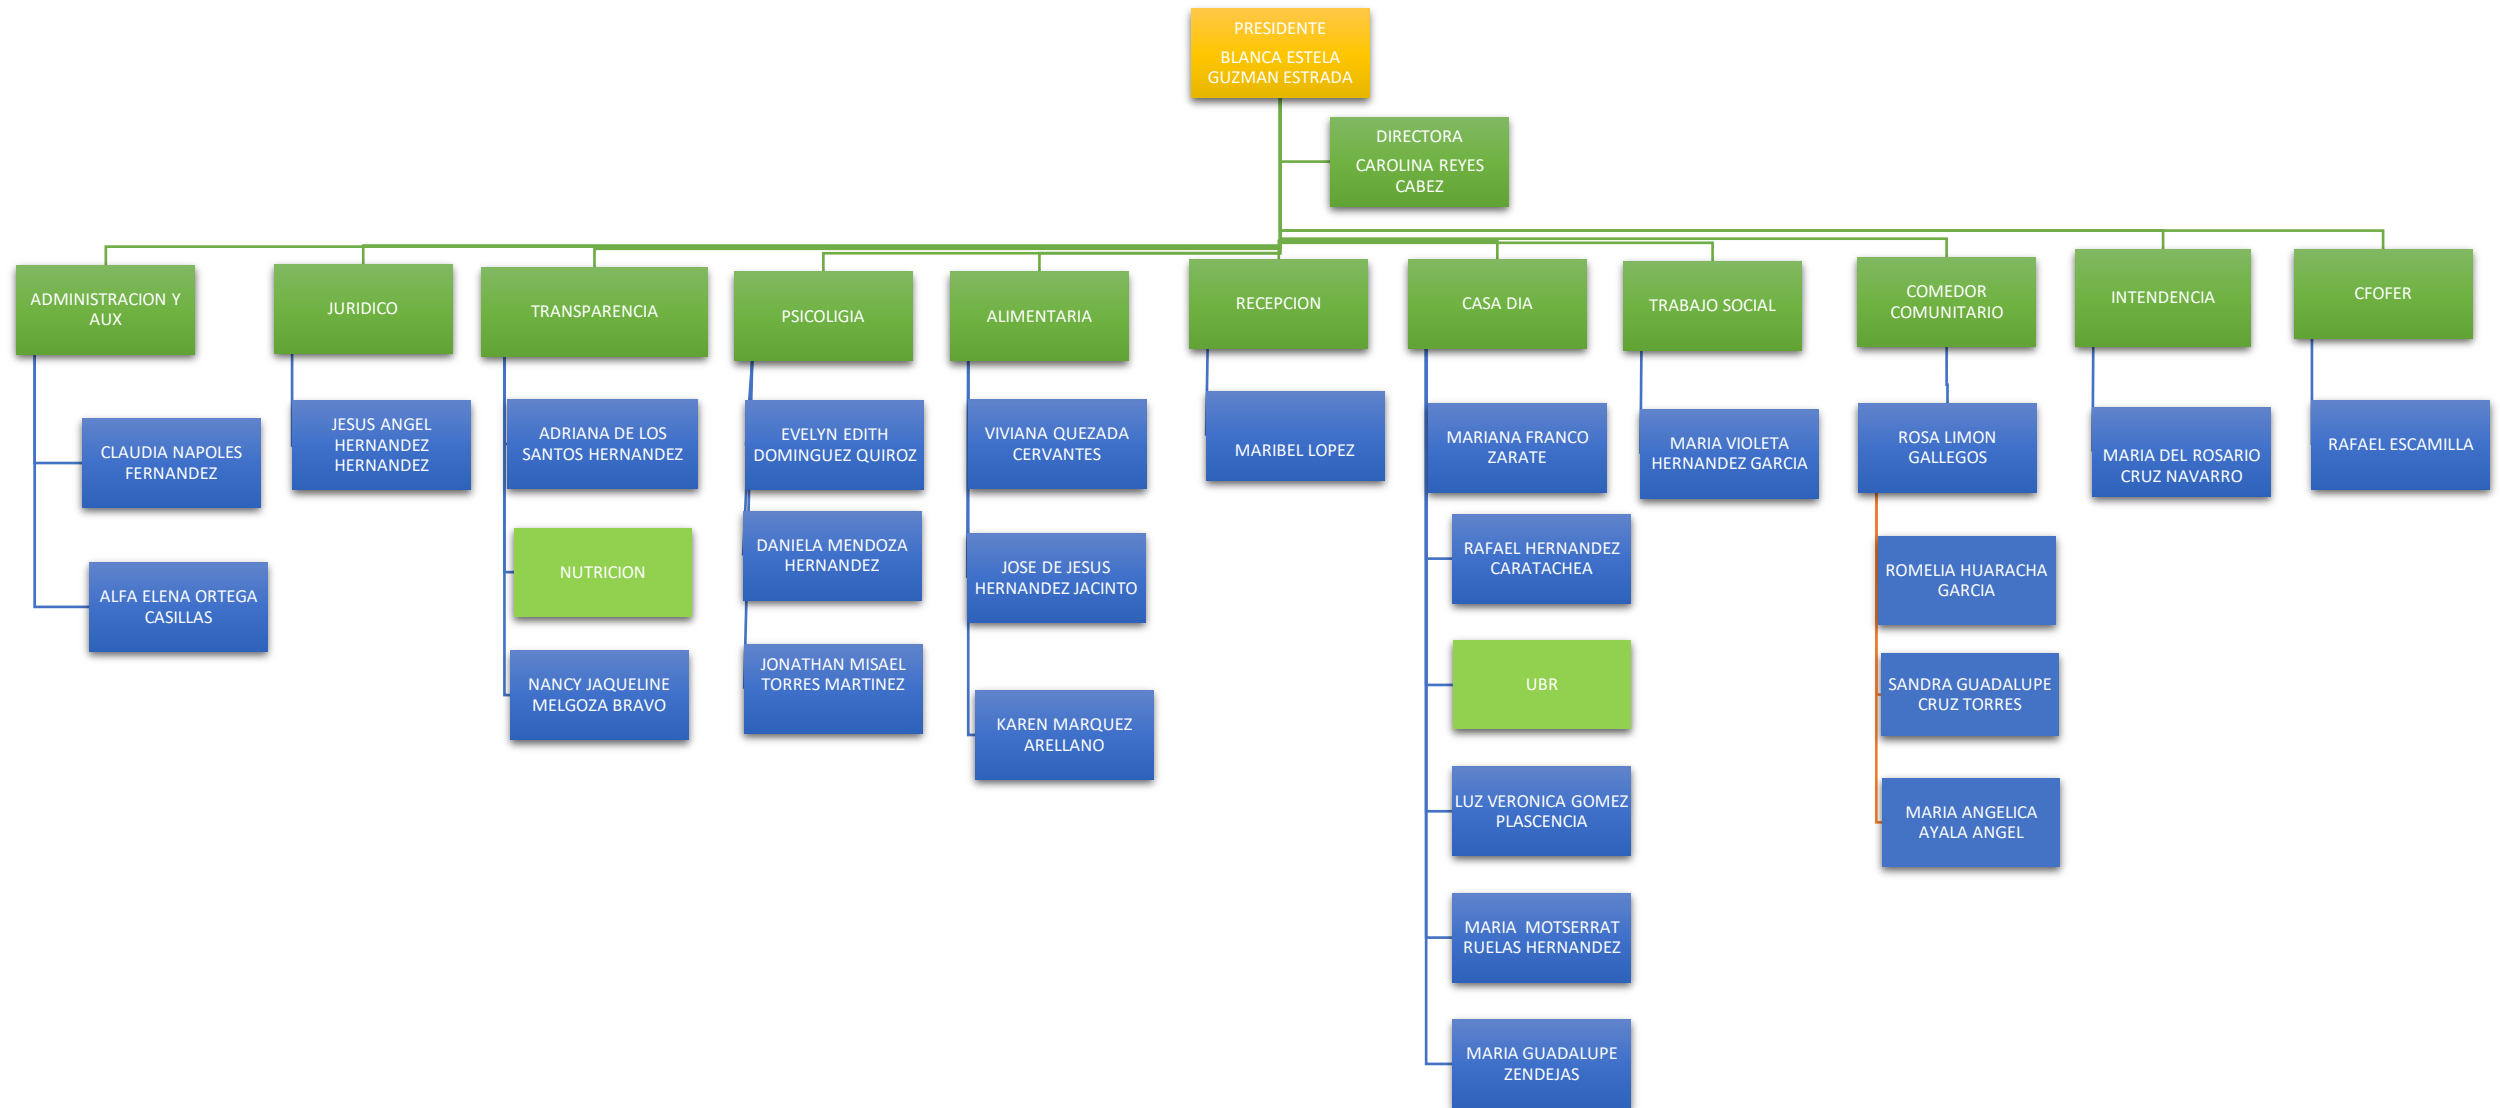 PRESIDENTE
BLANCA ESTELA
GUZMAN ESTRADA
DIRECTORA
CAROLINA REYES
CABEZ
ADMINISTRACION Y
AUX
JURIDICO
TRANSPARENCIA
PSICOLIGIA
ALIMENTARIA
RECEPCION
CASA DIA
TRABAJO SOCIAL
COMEDOR
COMUNITARIO
INTENDENCIA
CFOFER
CLAUDIA NAPOLES
FERNANDEZ
ALFA ELENA ORTEGA
CASILLAS
JESUS ANGEL
HERNANDEZ
HERNANDEZ
ADRIANA DE LOS
SANTOS HERNANDEZ
NUTRICION
NANCY JAQUELINE
MELGOZA BRAVO
EVELYN EDITH
DOMINGUEZ QUIROZ
DANIELA MENDOZA
HERNANDEZ
JONATHAN MISAEL
TORRES MARTINEZ
VIVIANA QUEZADA
CERVANTES
JOSE DE JESUS
HERNANDEZ JACINTO
KAREN MARQUEZ
ARELLANO
MARIBEL LOPEZ
MARIANA FRANCO
ZARATE
RAFAEL HERNANDEZ
CARATACHEA
UBR
LUZ VERONICA GOMEZ
PLASCENCIA
MARIA  MOTSERRAT
RUELAS HERNANDEZ
MARIA GUADALUPE
ZENDEJAS
MARIA VIOLETA
HERNANDEZ GARCIA
ROSA LIMON
GALLEGOS
ROMELIA HUARACHA
GARCIA
SANDRA GUADALUPE
CRUZ TORRES
MARIA ANGELICA
AYALA ANGEL
MARIA DEL ROSARIO
CRUZ NAVARRO
RAFAEL ESCAMILLA